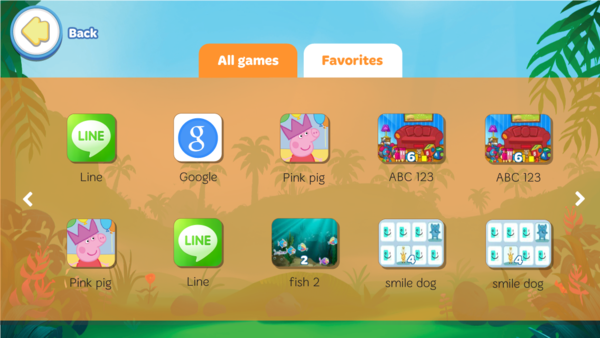 Back
All games
Favorites
LINE
g
6
6
Line
Google
Pink pig
ABC 123
ABC 123
LINE
2
4
4
Pink pig
Line
fish 2
smile dog
smile dog